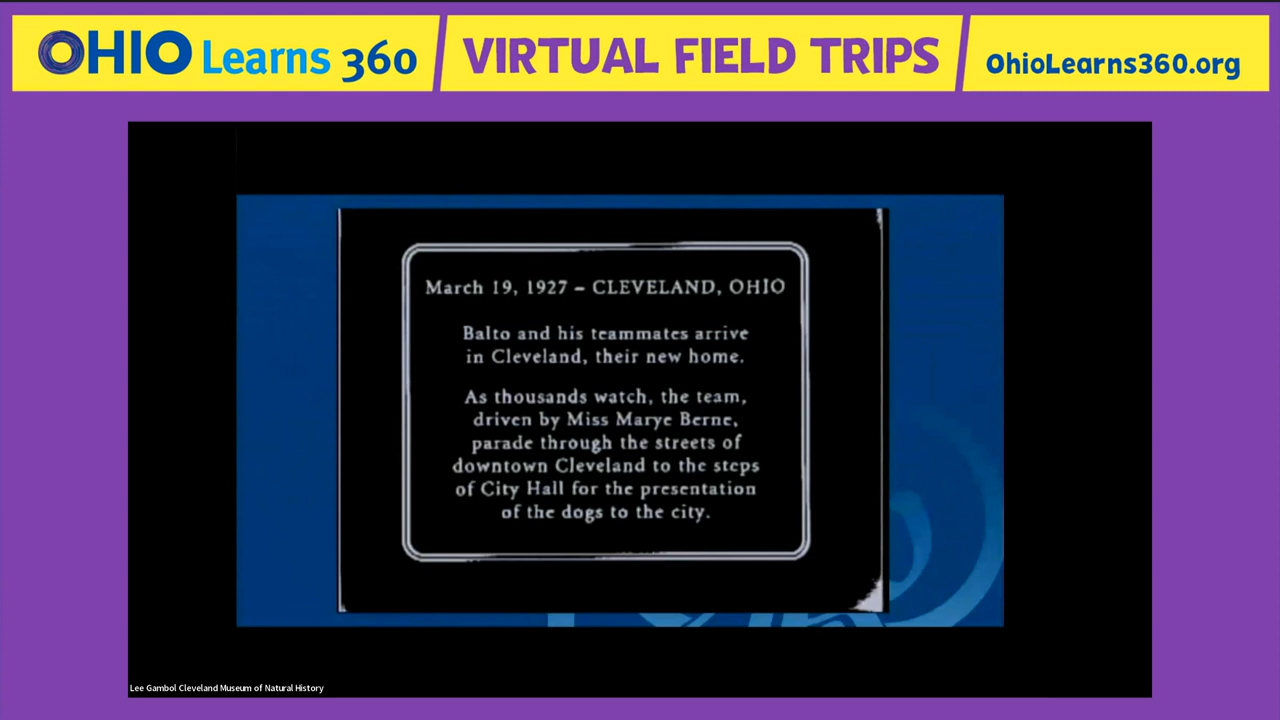 OHIO Learns 360
VIRTUAL FIELD TRIPS
OhioLearns360.org
March 19, 1927 – CLEVELAND, OHIO
Balto and his teammates arrive
in Cleveland, their new home.
As thousands watch, the team,
driven by Miss Marye Berne,
parade through the streets of
downtown Cleveland to the steps
of City Hall for the presentation
of the dogs to the city.
Lee Gambol Cleveland Museum of Natural History